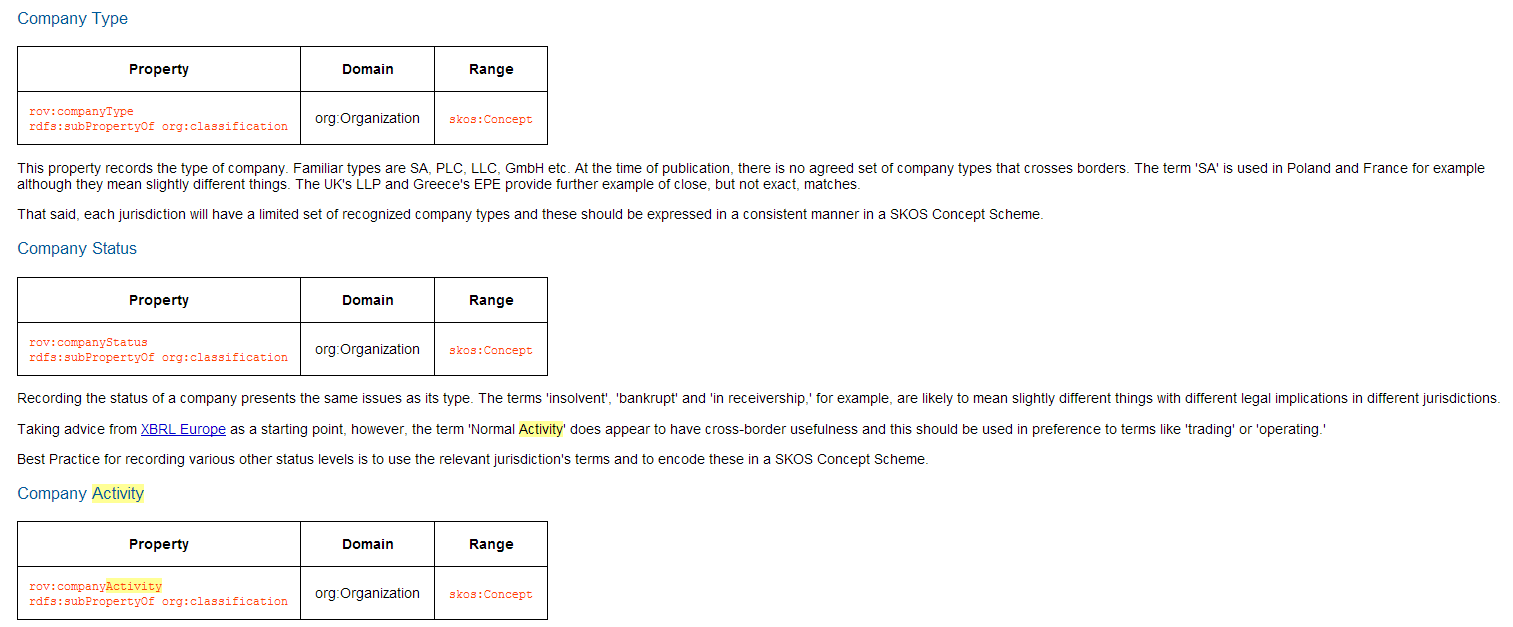 Company Type
Property Domain Range
rov:companyType
rdfs:subPropertyOf org:classification org:Organization skos:Concept
This property records the type of company. Familiar types are SA, PLC, LLC, GmbH etc. At the time of publication, there is no agreed set of company types that crosses borders. The term 'SA' is used in Poland and France for example
although they mean slightly different things. The UK's LLP and Greece's EPE provide further example of close, but not exact, matches.
That said, each jurisdiction will have a limited set of recognized company types and these should be expressed in a consistent manner in a SKOS Concept Scheme.
Company Status
Property Domain Range
rov:companyStatus
rdfs:subPropertyOf org:classification org:Organization skos:Concept
Recording the status of a company presents the same issues as its type. The terms 'insolvent', 'bankrupt' and 'in receivership,' for example, are likely to mean slightly different things with different legal implications in different jurisdictions.
Taking advice from XBRL Europe as a starting point, however, the term 'Normal Activity' does appear to have cross-border usefulness and this should be used in preference to terms like 'trading' or 'operating.'
Best Practice for recording various other status levels is to use the relevant jurisdiction's terms and to encode these in a SKOS Concept Scheme.
Company Activity
Property Domain Range
rov:companyActivity
rdfs:subPropertyOf org:classification org:Organization skos:Concept